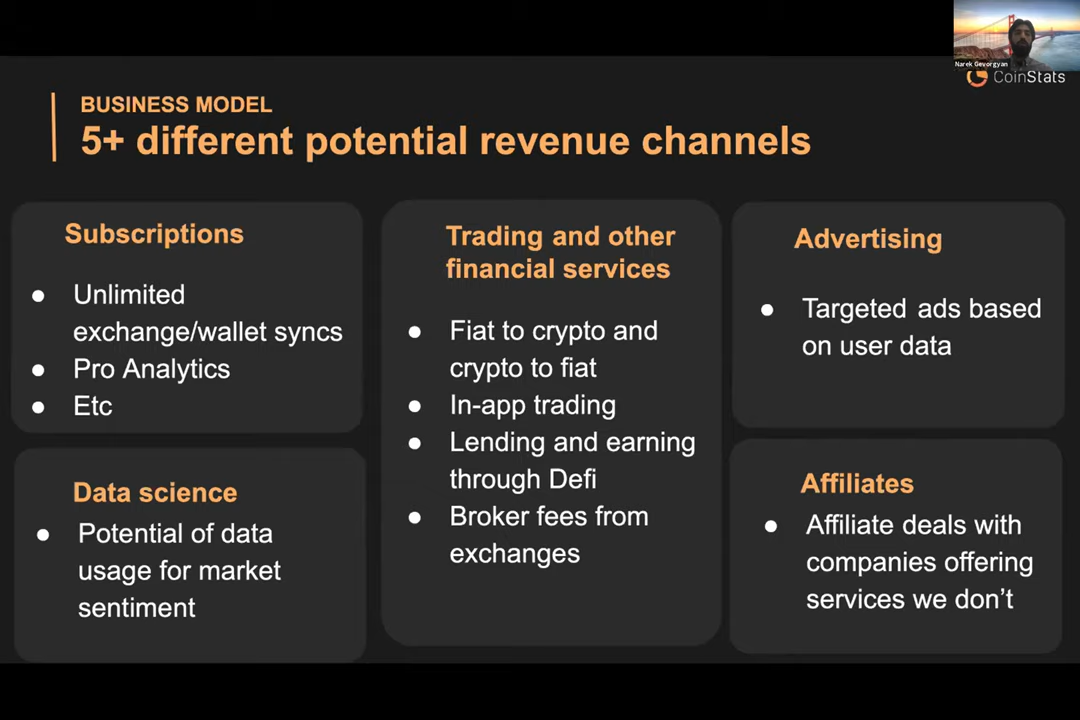 Narek Gevorgyan
CoinStats
BUSINESS MODEL
5+ different potential revenue channels
Subscriptions
● Unlimited
exchange/wallet syncs
● Pro Analytics
● Etc
Data science
● Potential of data
usage for market
sentiment
Trading and other
financial services
● Fiat to crypto and
crypto to fiat
● In-app trading
● Lending and earning
through Defi
● Broker fees from
exchanges
Advertising
● Targeted ads based
on user data
Affiliates
● Affiliate deals with
companies offering
services we don’t